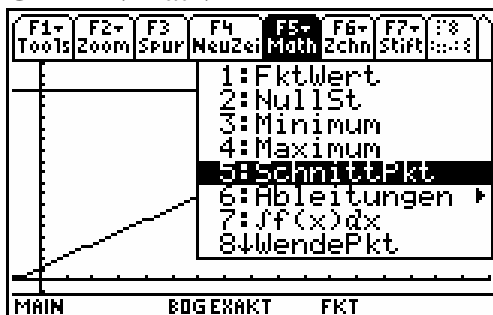 F1▾ F2▾ F3 F4 F5▾ F6▾ F7▾ F8
Tools Zoom Spur NeuZei Math Zchn Stift
1:FktWert
2:NullSt
3:Minimum
4:Maximum
5:SchnittPkt
6:Ableitungen ▸
7:∫f(x)dx
8↓WendePkt
MAIN BOG EXAKT FKT